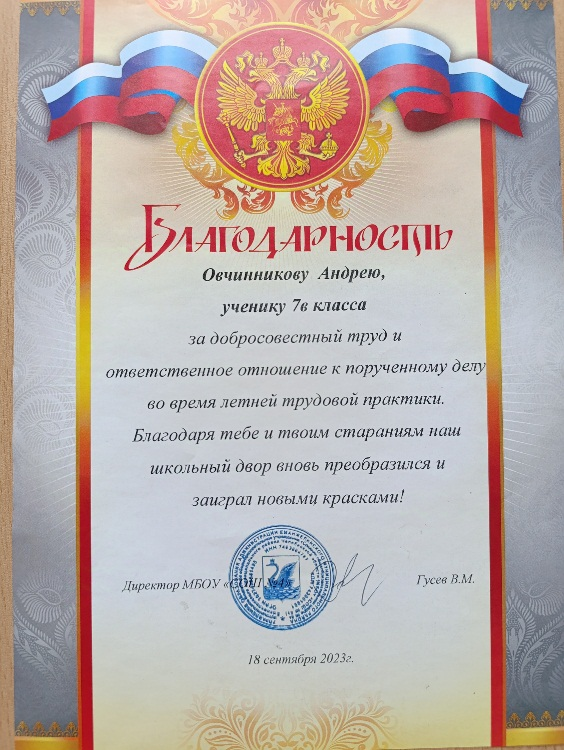 Благодарность
Овчинникову Андрею,
ученику 7в класса
за добросовестный труд и
ответственное отношение к порученному делу
во время летней трудовой практики.
Благодаря тебе и твоим стараниям наш
школьный двор вновь преобразился и
заиграл новыми красками!
Директор МБОУ «СОШ №4» Гусев В.М.
18 сентября 2023г.